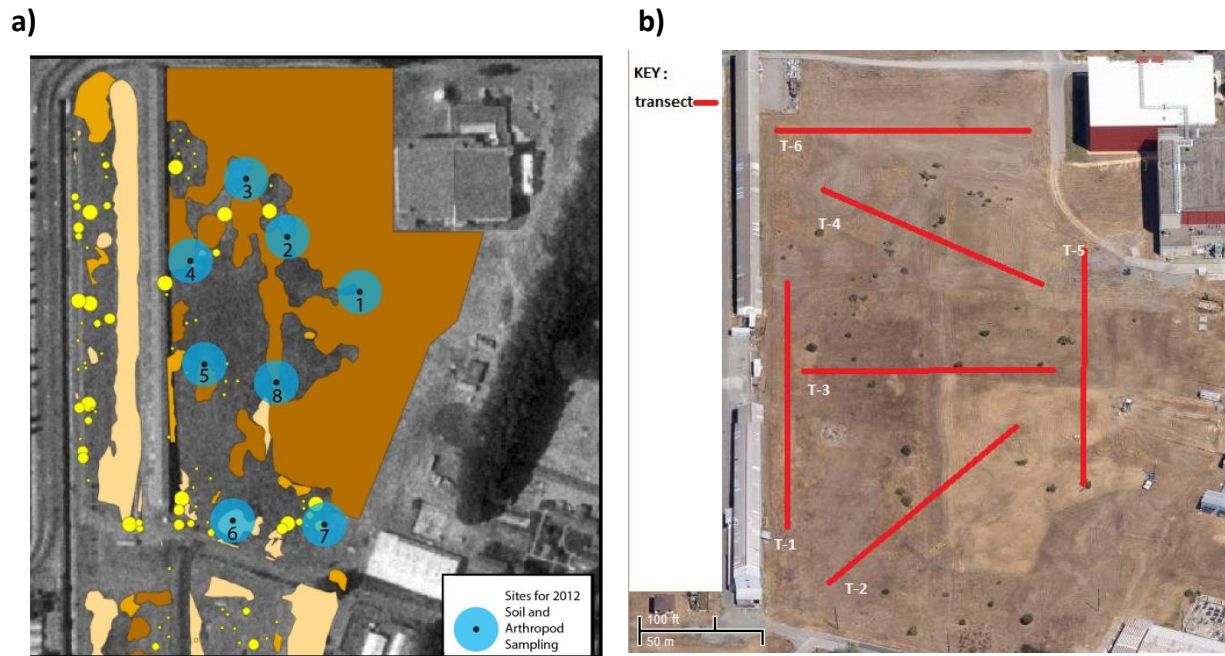 a)
b)
3
2
4
1
5
8
6
7
Sites for 2012
Soil and
Arthropod
Sampling
KEY:
transect
T-6
T-4
T-5
T-3
T-1
T-2
100 ft
50 m